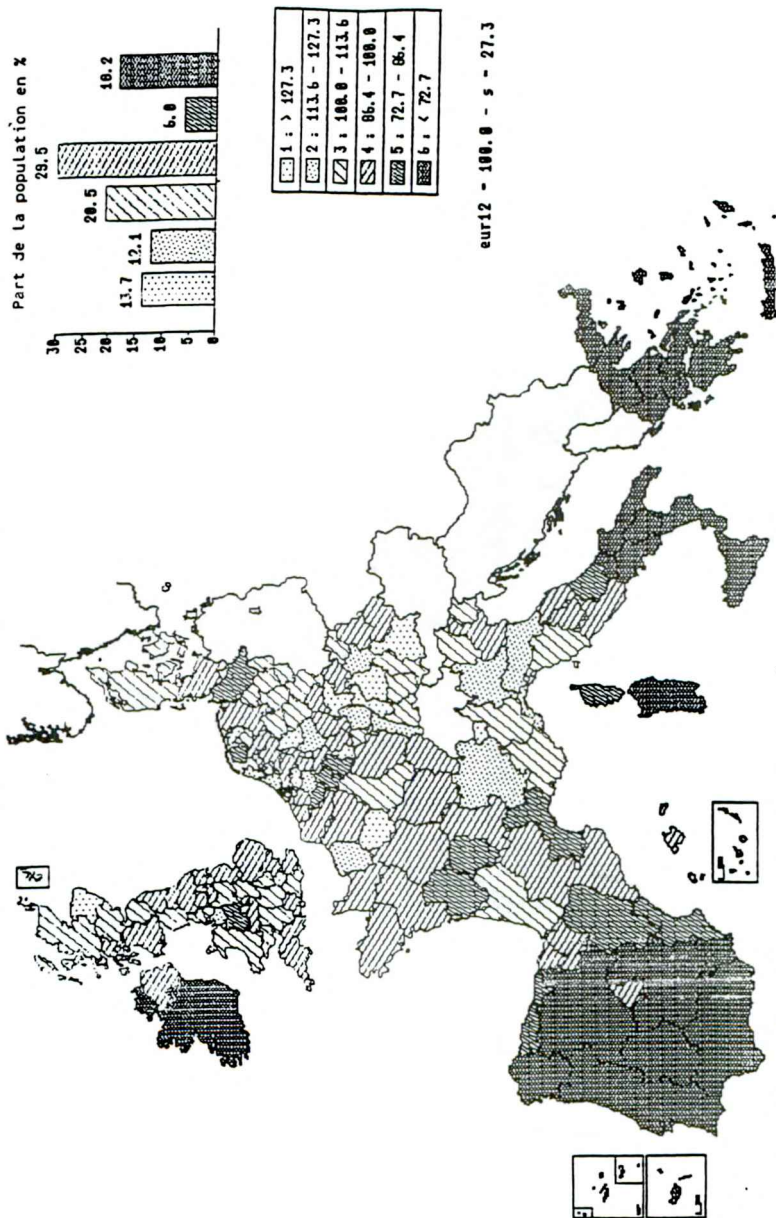 Part de la population en %
30
25
20
15
10
5
0
13.7
12.1
20.5
29.5
6.0
18.2
1 : > 127.3
2 : 113.6 - 127.3
3 : 100.0 - 113.6
4 : 86.4 - 100.0
5 : 72.7 - 86.4
6 : < 72.7
eur12 - 100.0 - s - 27.3